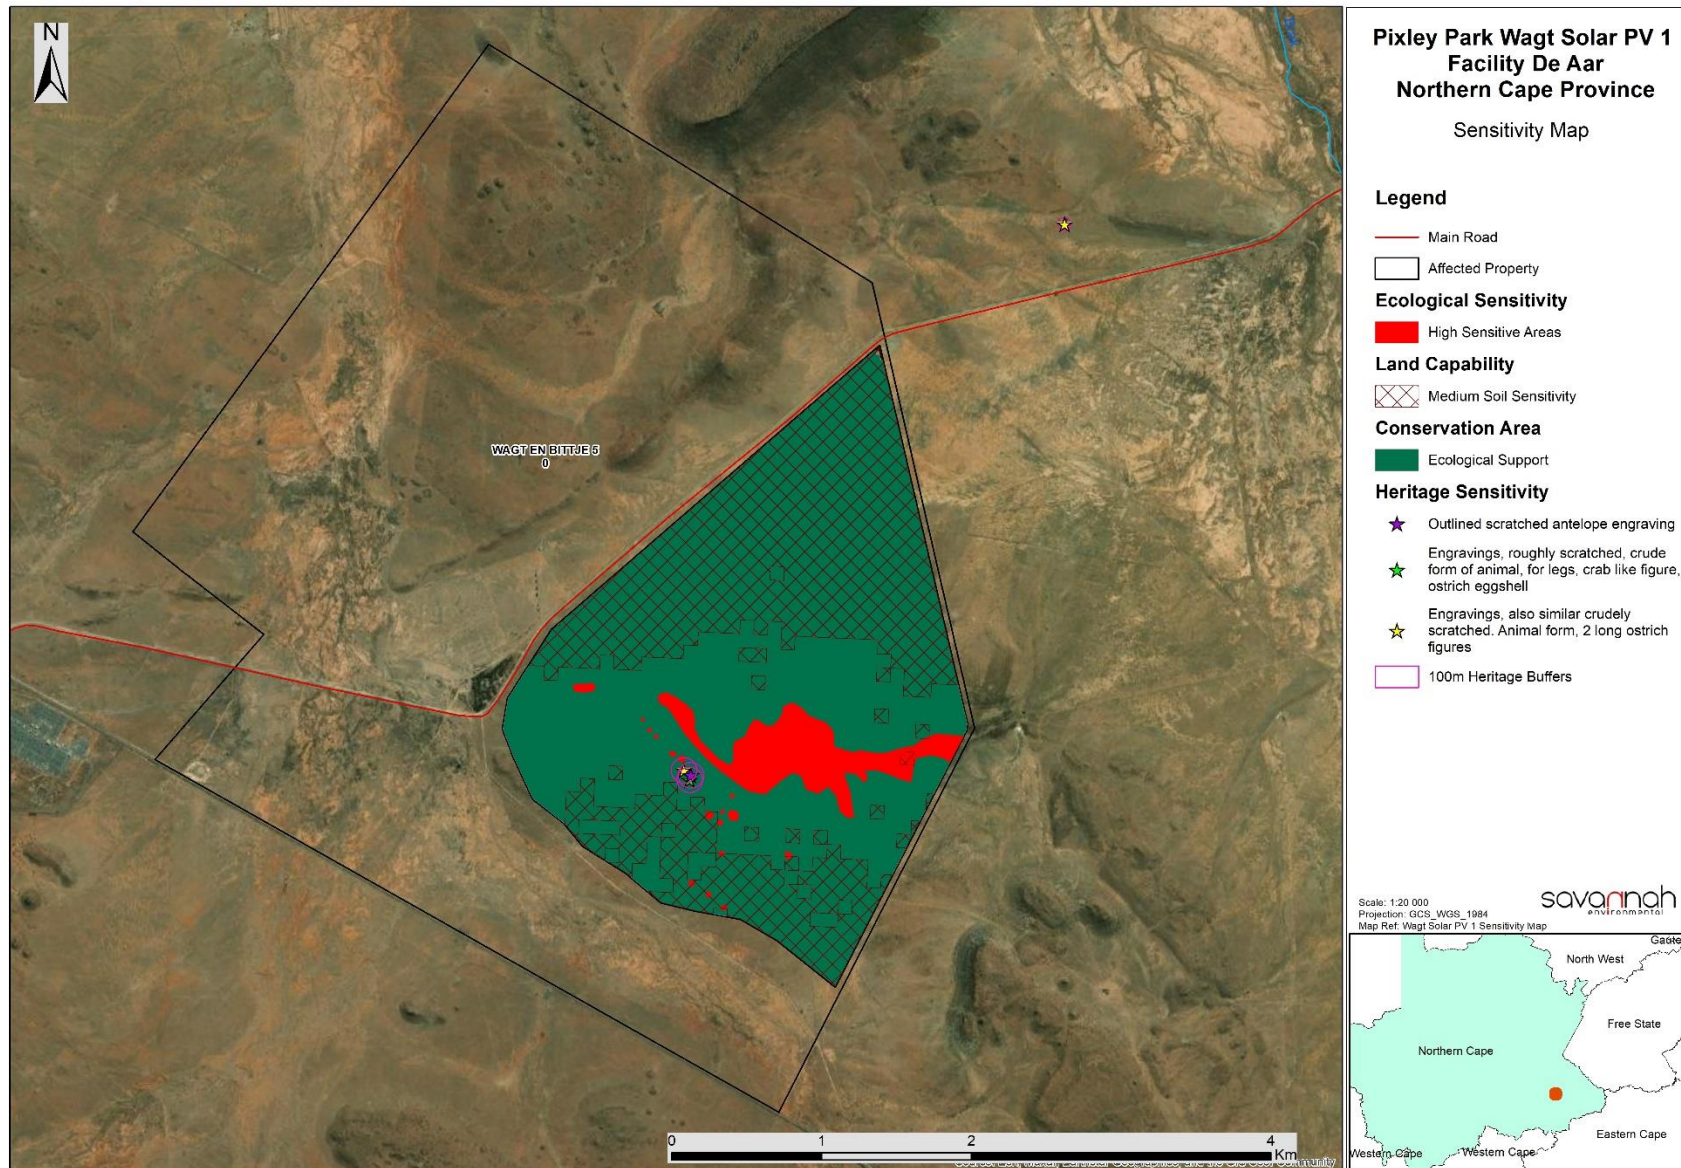 N
WAGT EN BITTJE 5
0
0
1
2
4
Km
Pixley Park Wagt Solar PV 1
Facility De Aar
Northern Cape Province
Sensitivity Map
Legend
Main Road
Affected Property
Ecological Sensitivity
High Sensitive Areas
Land Capability
Medium Soil Sensitivity
Conservation Area
Ecological Support
Heritage Sensitivity
Outlined scratched antelope engraving
Engravings, roughly scratched, crude
form of animal, for legs, crab like figure,
ostrich eggshell
Engravings, also similar crudely
scratched. Animal form, 2 long ostrich
figures
100m Heritage Buffers
savannah
environmental
Scale: 1:20 000
Projection: GCS_WGS_1984
Map Ref: Wagt Solar PV 1 Sensitivity Map
Gaute
North West
Free State
Northern Cape
Eastern Cape
Western Cape
Western Cape